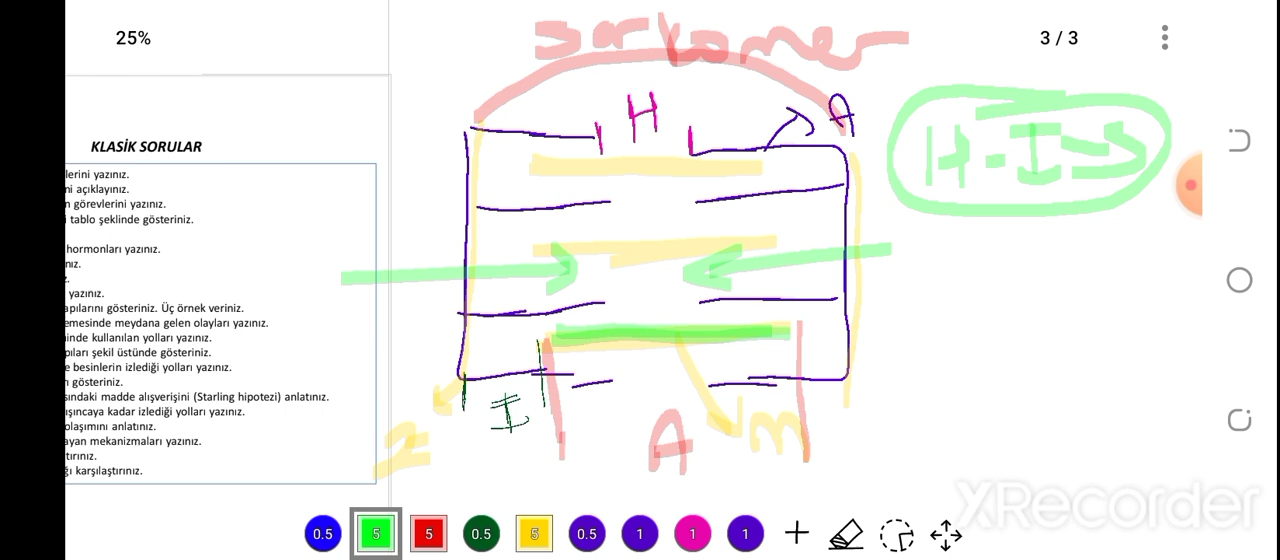 25%
3 / 3
KLASİK SORULAR
lerini yazınız.
ni açıklayınız.
n görevlerini yazınız.
i tablo şeklinde gösteriniz.
hormonları yazınız.
nız.
z.
yazınız.
apılarını gösteriniz. Üç örnek veriniz.
emesinde meydana gelen olayları yazınız.
ninde kullanılan yolları yazınız.
pıları şekil üstünde gösteriniz.
e besinlerin izlediği yolları yazınız.
n gösteriniz.
sındaki madde alışverişini (Starling hipotezi) anlatınız.
ışıncaya kadar izlediği yolları yazınız.
olaşımını anlatınız.
ayan mekanizmaları yazınız.
tırınız.
ğı karşılaştırınız.
sarkomer
H
A
H-I-S
I
Z
A
m
0.5 5 5 0.5 5 0.5 1 1 1
XRecorder